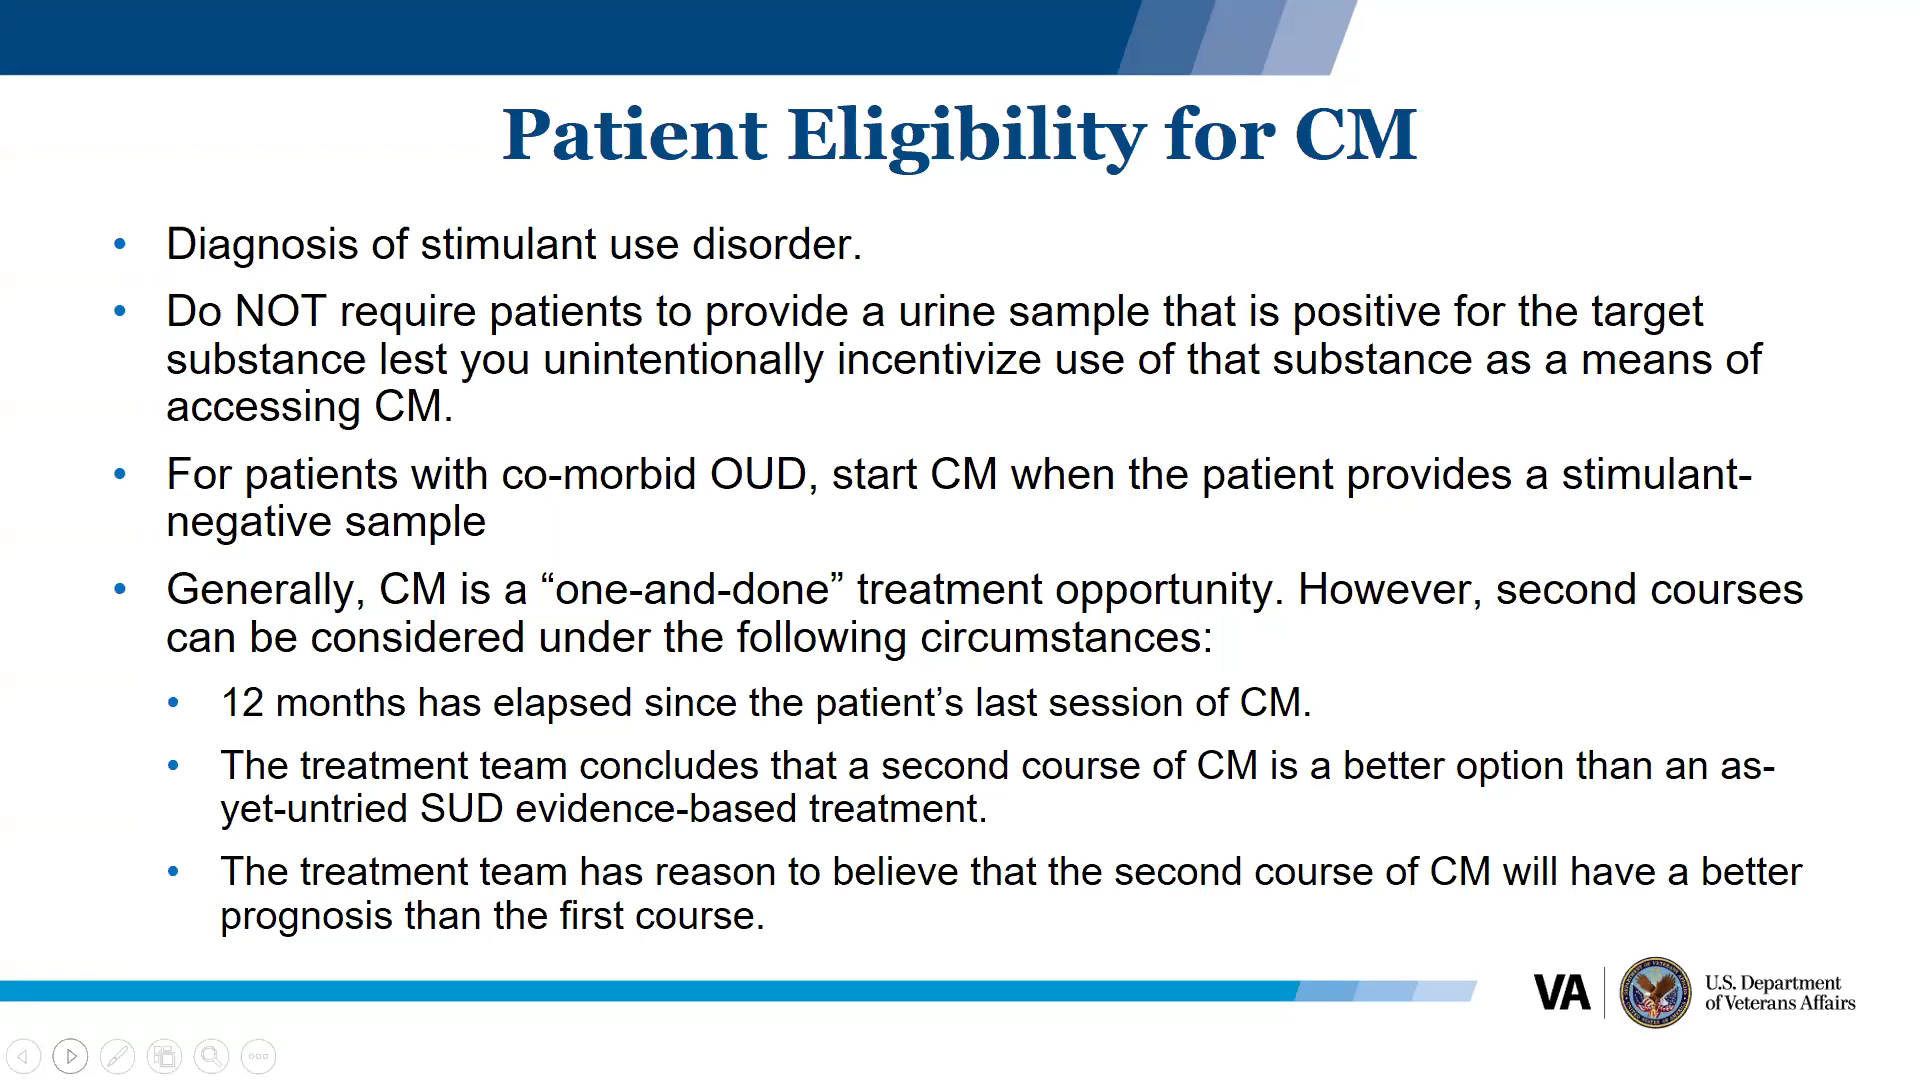 Patient Eligibility for CM
• Diagnosis of stimulant use disorder.
• Do NOT require patients to provide a urine sample that is positive for the target
substance lest you unintentionally incentivize use of that substance as a means of
accessing CM.
• For patients with co-morbid OUD, start CM when the patient provides a stimulant-
negative sample
• Generally, CM is a “one-and-done” treatment opportunity. However, second courses
can be considered under the following circumstances:
• 12 months has elapsed since the patient’s last session of CM.
• The treatment team concludes that a second course of CM is a better option than an as-
yet-untried SUD evidence-based treatment.
• The treatment team has reason to believe that the second course of CM will have a better
prognosis than the first course.
VA
U.S. Department
of Veterans Affairs